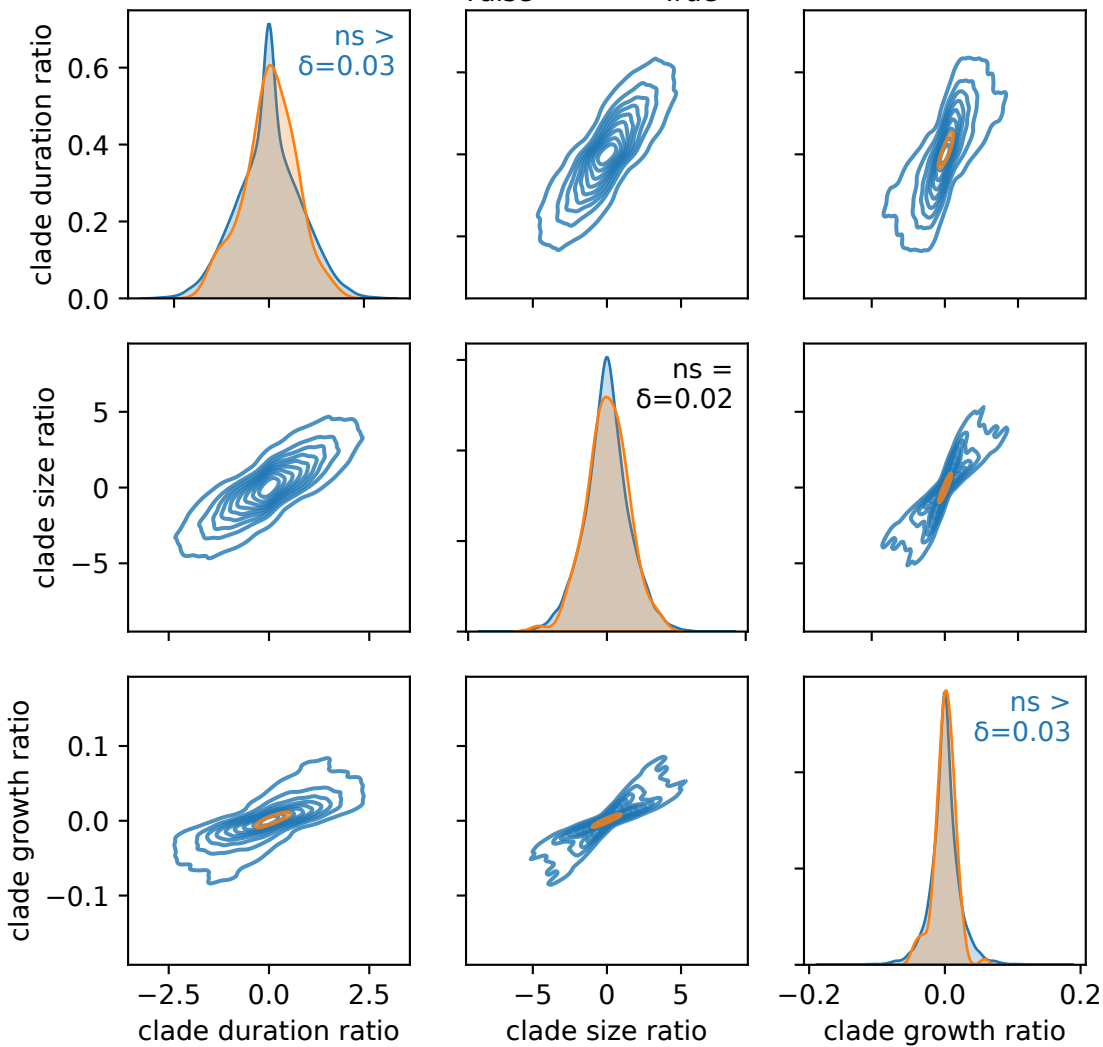 clade duration ratio
0.6
0.4
0.2
0.0
ns >
δ=0.03
clade size ratio
5
0
−5
ns =
δ=0.02
clade growth ratio
0.1
0.0
−0.1
ns >
δ=0.03
−2.5 0.0 2.5
−5 0 5
−0.2 0.0 0.2
clade duration ratio
clade size ratio
clade growth ratio